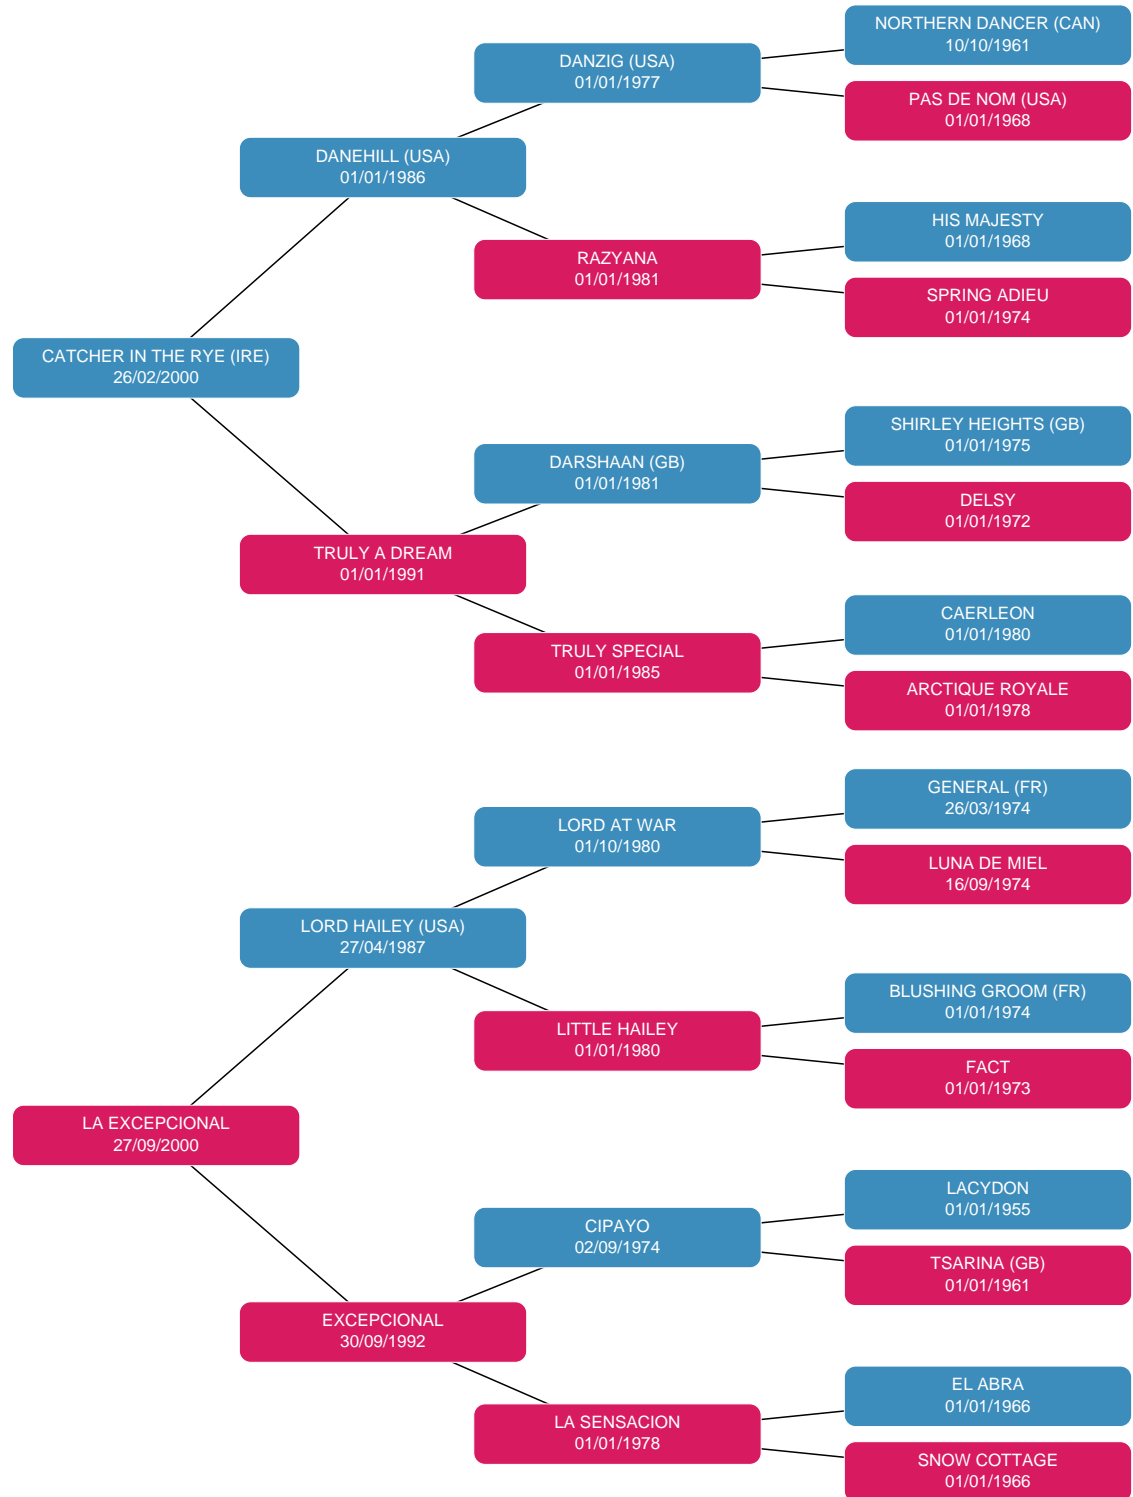 NORTHERN DANCER (CAN)
10/10/1961
DANZIG (USA)
01/01/1977
PAS DE NOM (USA)
01/01/1968
DANEHILL (USA)
01/01/1986
HIS MAJESTY
01/01/1968
RAZYANA
01/01/1981
SPRING ADIEU
01/01/1974
CATCHER IN THE RYE (IRE)
26/02/2000
SHIRLEY HEIGHTS (GB)
01/01/1975
DARSHAAN (GB)
01/01/1981
DELSY
01/01/1972
TRULY A DREAM
01/01/1991
CAERLEON
01/01/1980
TRULY SPECIAL
01/01/1985
ARCTIQUE ROYALE
01/01/1978
GENERAL (FR)
26/03/1974
LORD AT WAR
01/10/1980
LUNA DE MIEL
16/09/1974
LORD HAILEY (USA)
27/04/1987
BLUSHING GROOM (FR)
01/01/1974
LITTLE HAILEY
01/01/1980
FACT
01/01/1973
LA EXCEPCIONAL
27/09/2000
LACYDON
01/01/1955
CIPAYO
02/09/1974
TSARINA (GB)
01/01/1961
EXCEPCIONAL
30/09/1992
EL ABRA
01/01/1966
LA SENSACION
01/01/1978
SNOW COTTAGE
01/01/1966